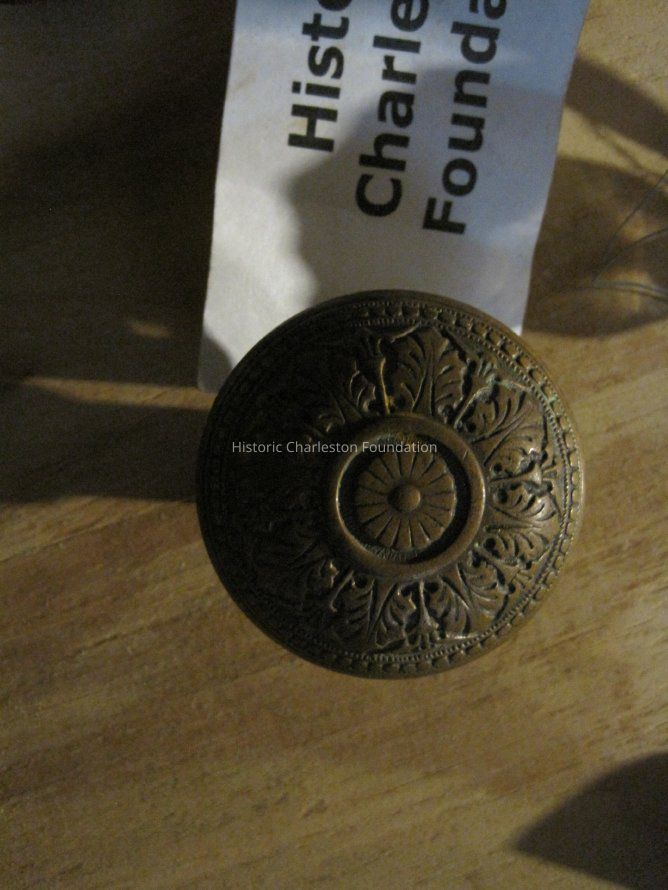 Histo
Charle
Founda
Historic Charleston Foundation